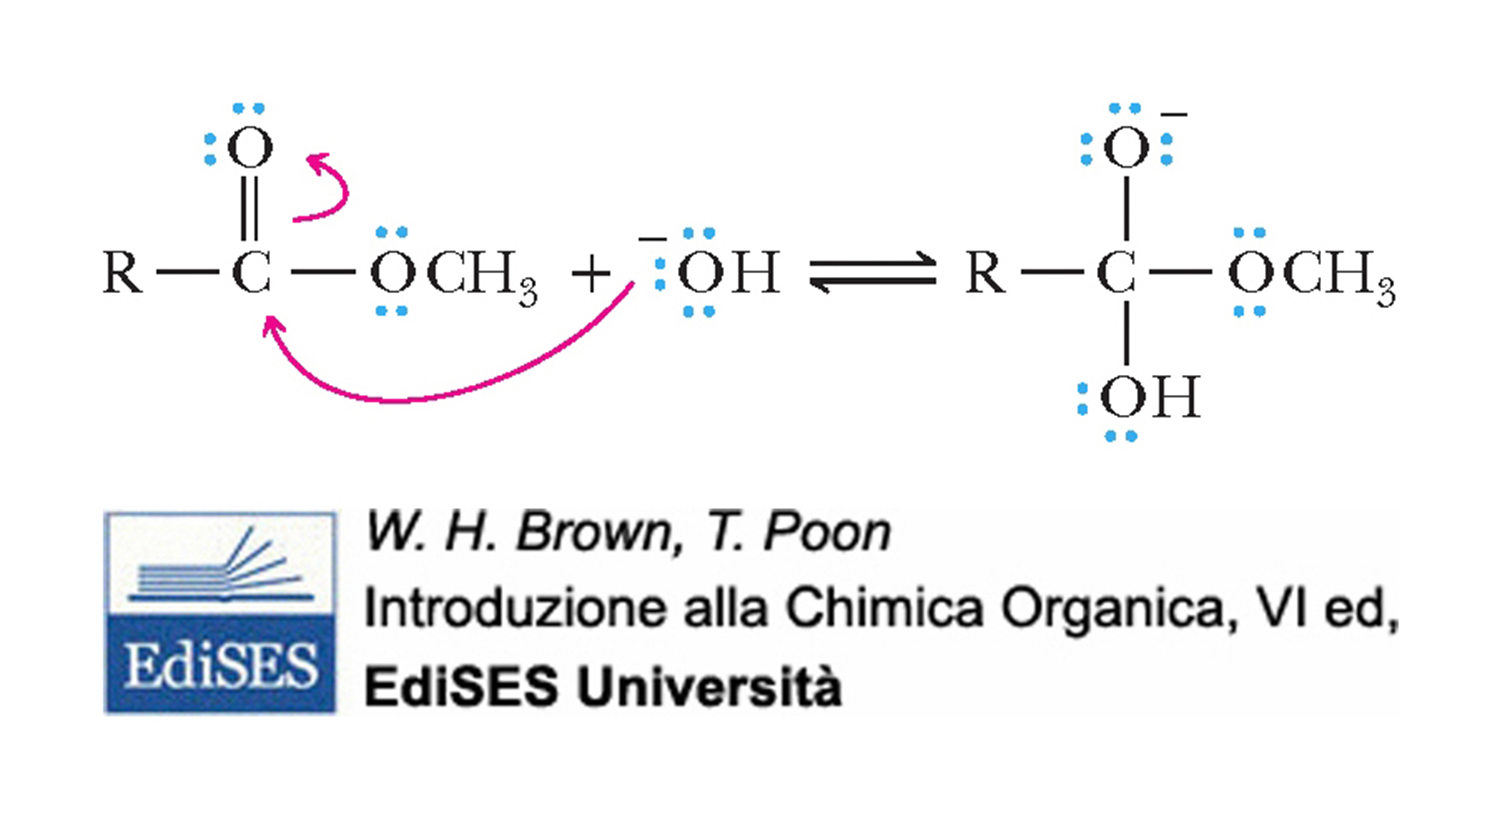 :O: −
R—C—OCH₃ + −:OH ⇌ R—C—OCH₃
:OH
W. H. Brown, T. Poon
Introduzione alla Chimica Organica, VI ed,
EdiSES Università
EdiSES